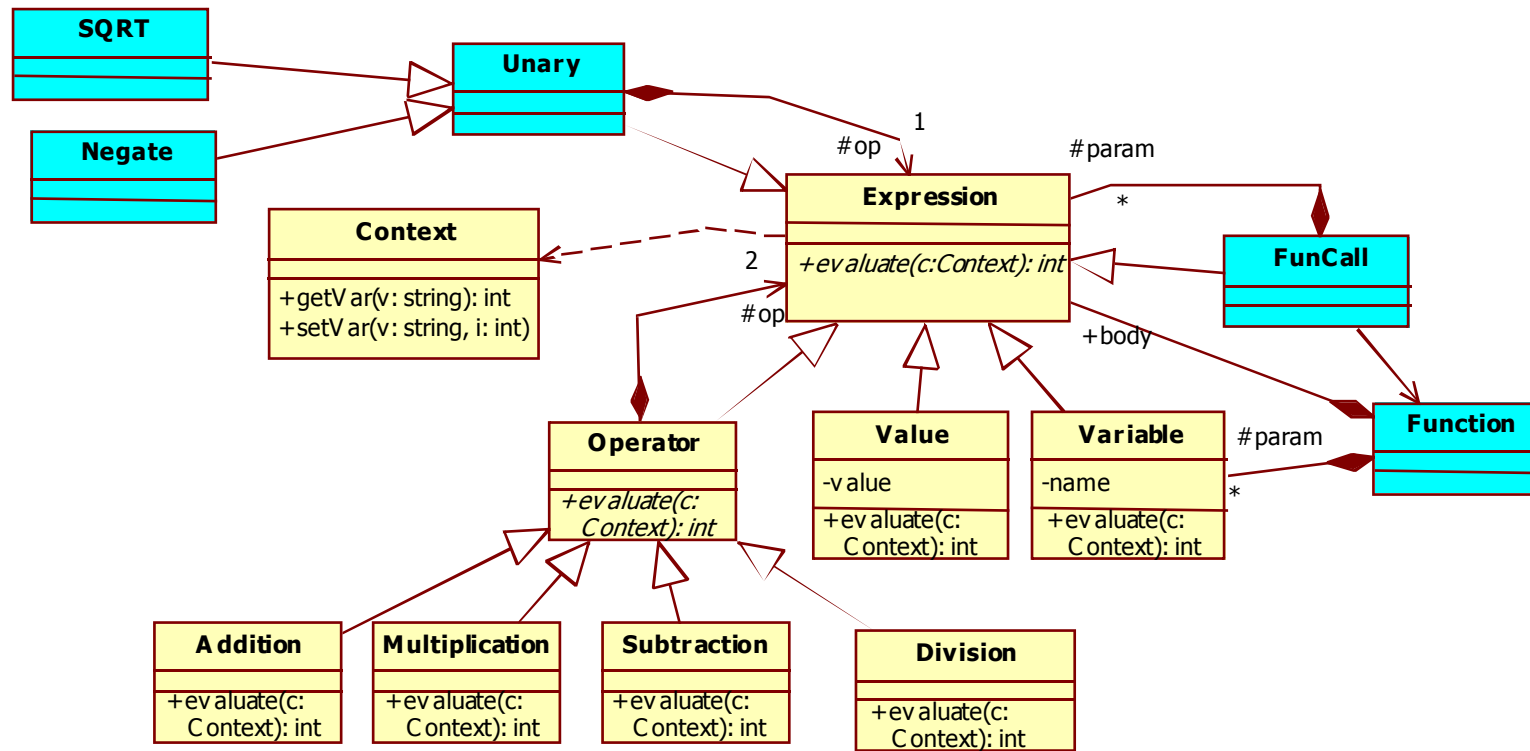 SQRT
Unary
Negate
1
#op
#param
*
Expression
+evaluate(c:Context): int
Context
+getVar(v: string): int
+setVar(v: string, i: int)
2
#op
FunCall
+body
Function
#param
*
Operator
+evaluate(c:
Context): int
Value
-value
+evaluate(c:
Context): int
Variable
-name
+evaluate(c:
Context): int
Addition
+evaluate(c:
Context): int
Multiplication
+evaluate(c:
Context): int
Subtraction
+evaluate(c:
Context): int
Division
+evaluate(c:
Context): int